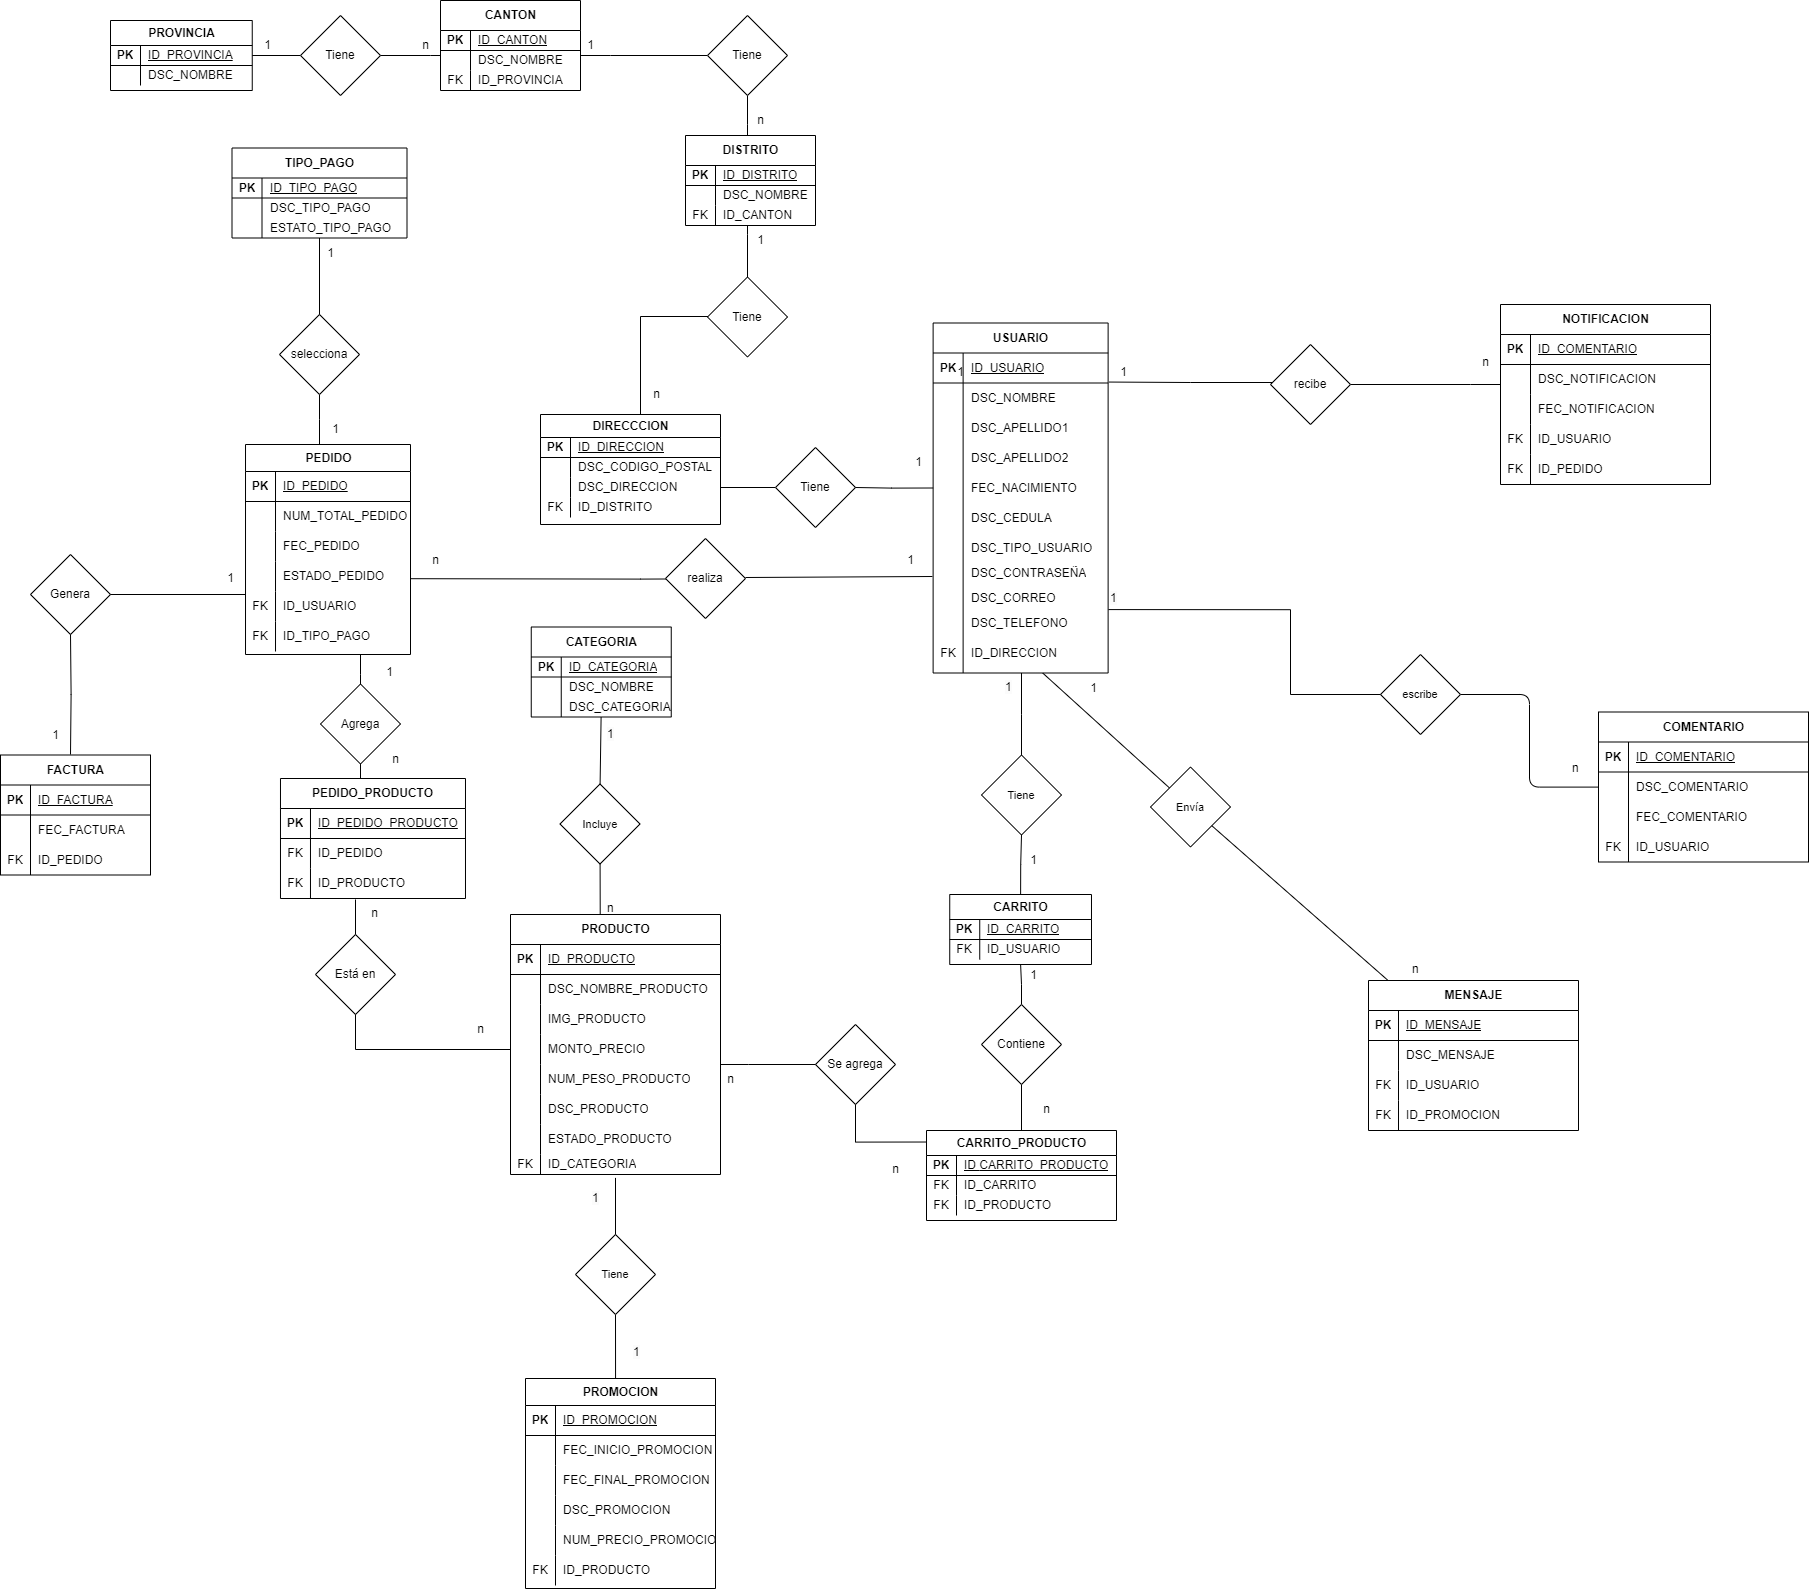 PROVINCIA
PK ID_PROVINCIA
DSC_NOMBRE
1
Tiene
n
CANTON
PK ID_CANTON
DSC_NOMBRE
FK ID_PROVINCIA
1
Tiene
n
DISTRITO
PK ID_DISTRITO
DSC_NOMBRE
FK ID_CANTON
1
Tiene
n
TIPO_PAGO
PK ID_TIPO_PAGO
DSC_TIPO_PAGO
ESTATO_TIPO_PAGO
1
selecciona
1
DIRECCCION
PK ID_DIRECCION
DSC_CODIGO_POSTAL
DSC_DIRECCION
FK ID_DISTRITO
Tiene
1
USUARIO
PK 1 ID_USUARIO
DSC_NOMBRE
DSC_APELLIDO1
DSC_APELLIDO2
FEC_NACIMIENTO
DSC_CEDULA
DSC_TIPO_USUARIO
DSC_CONTRASEÑA
DSC_CORREO
DSC_TELEFONO
FK ID_DIRECCION
1
recibe
n
NOTIFICACION
PK ID_COMENTARIO
DSC_NOTIFICACION
FEC_NOTIFICACION
FK ID_USUARIO
FK ID_PEDIDO
PEDIDO
PK ID_PEDIDO
NUM_TOTAL_PEDIDO
FEC_PEDIDO
ESTADO_PEDIDO
FK ID_USUARIO
FK ID_TIPO_PAGO
n
realiza
1
1
Genera
1
FACTURA
PK ID_FACTURA
FEC_FACTURA
FK ID_PEDIDO
1
Agrega
n
PEDIDO_PRODUCTO
PK ID_PEDIDO_PRODUCTO
FK ID_PEDIDO
FK ID_PRODUCTO
n
Está en
n
CATEGORIA
PK ID_CATEGORIA
DSC_NOMBRE
DSC_CATEGORIA
1
Incluye
n
PRODUCTO
PK ID_PRODUCTO
DSC_NOMBRE_PRODUCTO
IMG_PRODUCTO
MONTO_PRECIO
NUM_PESO_PRODUCTO
DSC_PRODUCTO
ESTADO_PRODUCTO
FK ID_CATEGORIA
n
Se agrega
n
1
escribe
n
COMENTARIO
PK ID_COMENTARIO
DSC_COMENTARIO
FEC_COMENTARIO
FK ID_USUARIO
1
Tiene
1
CARRITO
PK ID_CARRITO
FK ID_USUARIO
1
Contiene
n
CARRITO_PRODUCTO
PK ID CARRITO_PRODUCTO
FK ID_CARRITO
FK ID_PRODUCTO
1
Envía
n
MENSAJE
PK ID_MENSAJE
DSC_MENSAJE
FK ID_USUARIO
FK ID_PROMOCION
1
Tiene
1
PROMOCION
PK ID_PROMOCION
FEC_INICIO_PROMOCION
FEC_FINAL_PROMOCION
DSC_PROMOCION
NUM_PRECIO_PROMOCIO
FK ID_PRODUCTO